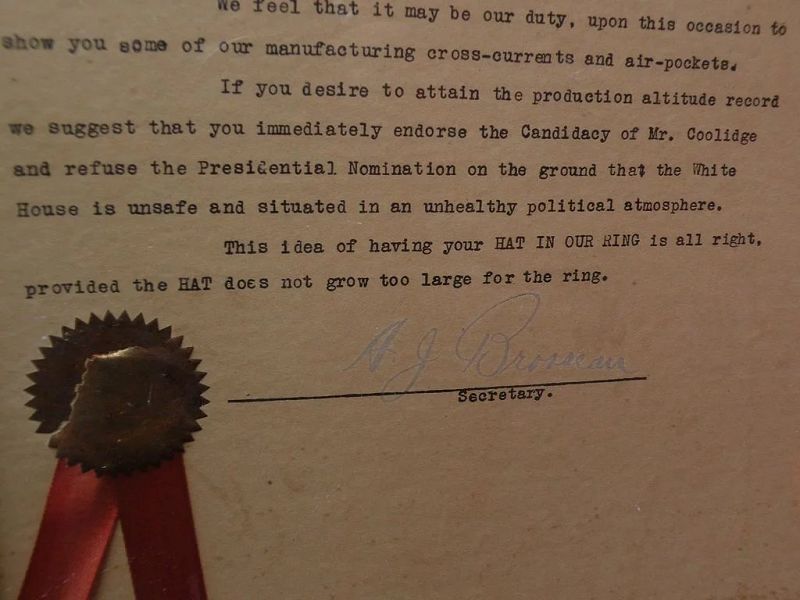 We feel that it may be our duty, upon this occasion to
show you some of our manufacturing cross-currents and air-pockets.
If you desire to attain the production altitude record
we suggest that you immediately endorse the Candidacy of Mr. Coolidge
and refuse the Presidential Nomination on the ground that the White
House is unsafe and situated in an unhealthy political atmosphere.
This idea of having your HAT IN OUR RING is all right,
provided the HAT does not grow too large for the ring.
A. J. Brosseau
Secretary.